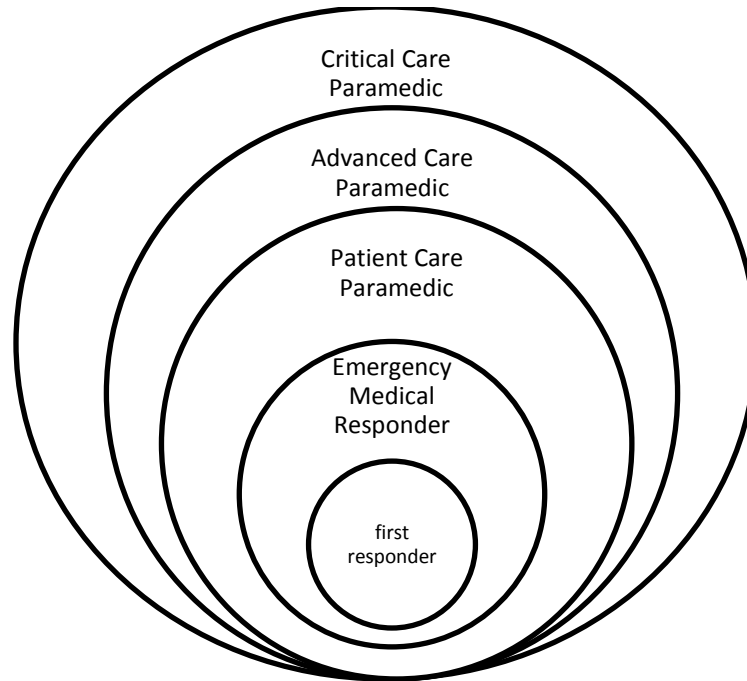 Critical Care
Paramedic
Advanced Care
Paramedic
Patient Care
Paramedic
Emergency
Medical
Responder
first
responder